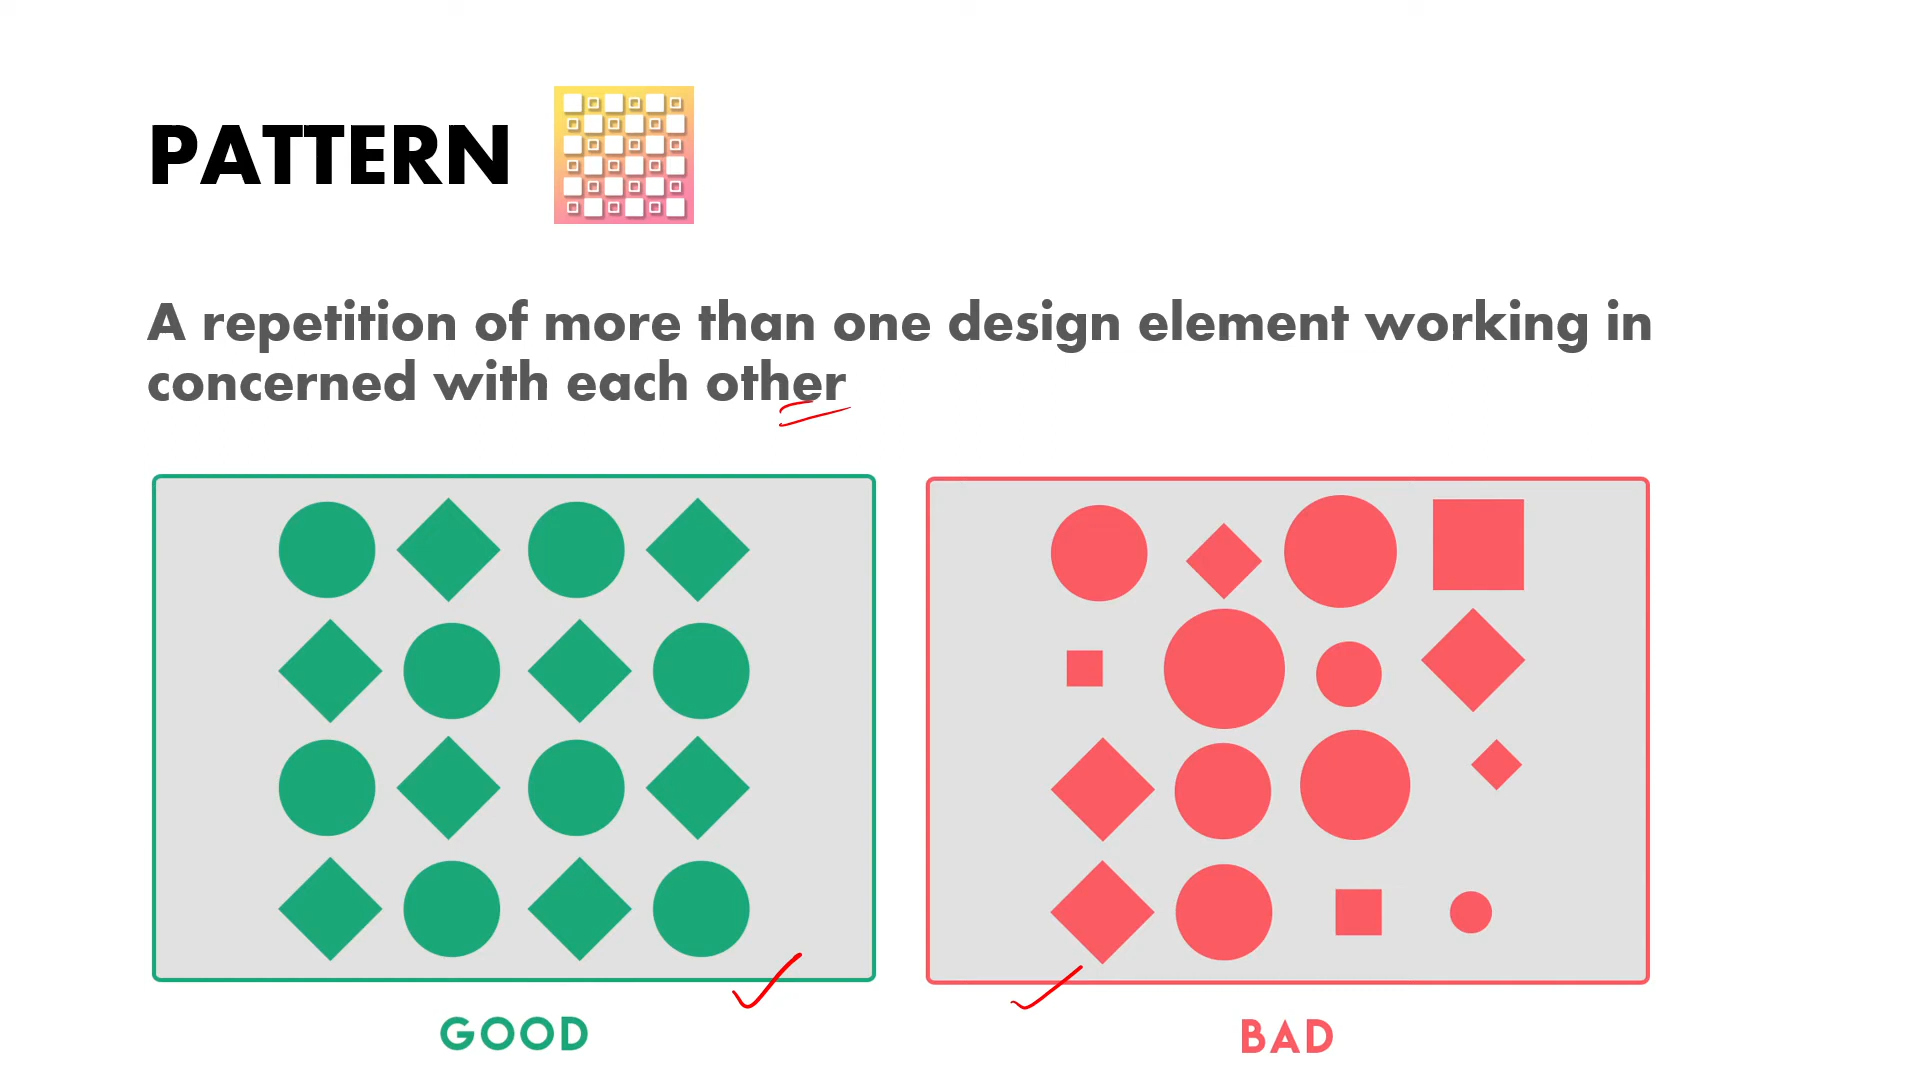 PATTERN
A repetition of more than one design element working in
concerned with each other
GOOD
BAD